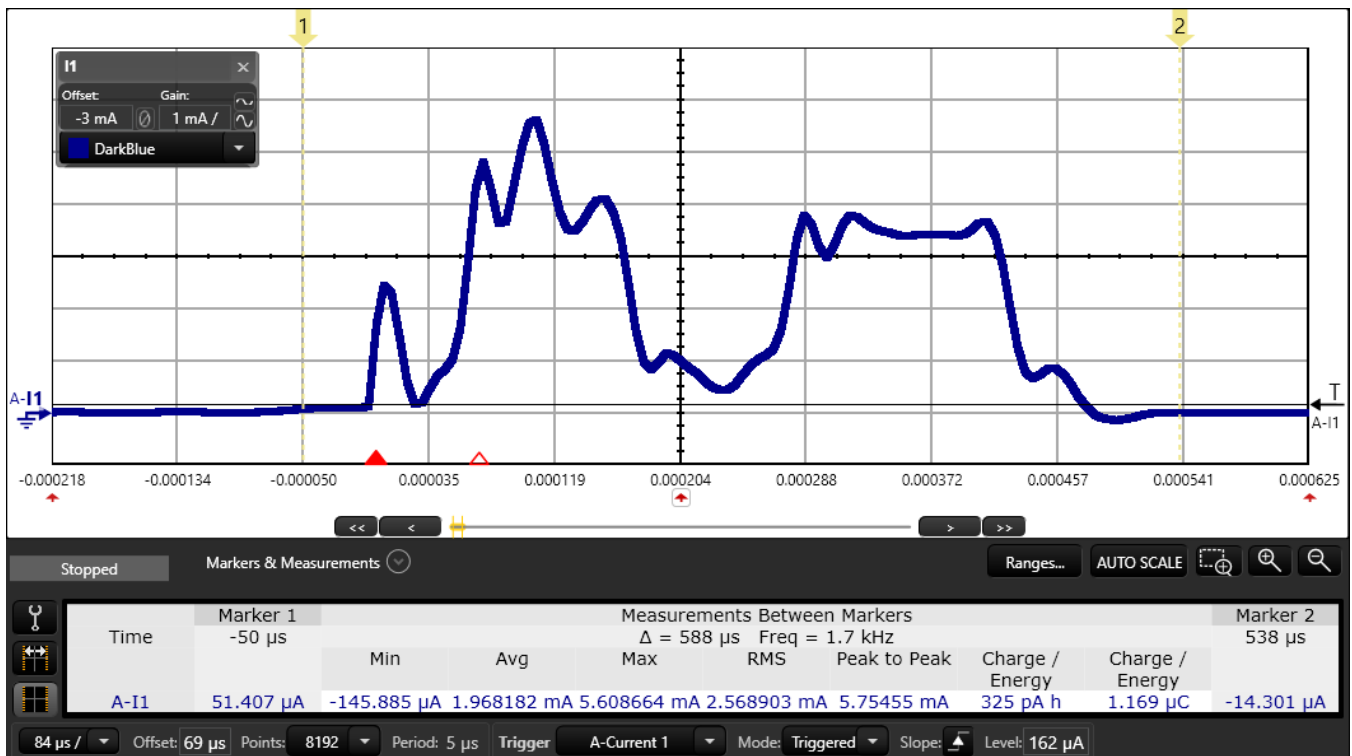 1 2
I1 ×
Offset: Gain:
-3 mA 1 mA /
DarkBlue
A-I1 T
A-I1
-0.000218 -0.000134 -0.000050 0.000035 0.000119 0.000204 0.000288 0.000372 0.000457 0.000541 0.000625
<< < > >>
Stopped Markers & Measurements Ranges... AUTO SCALE
Marker 1 Measurements Between Markers Marker 2
Time -50 µs Δ = 588 µs Freq = 1.7 kHz 538 µs
Min Avg Max RMS Peak to Peak Charge / Charge /
Energy Energy
A-I1 51.407 µA -145.885 µA 1.968182 mA 5.608664 mA 2.568903 mA 5.75455 mA 325 pA h 1.169 µC -14.301 µA
84 µs / Offset: 69 µs Points: 8192 Period: 5 µs Trigger A-Current 1 Mode: Triggered Slope: Level: 162 µA